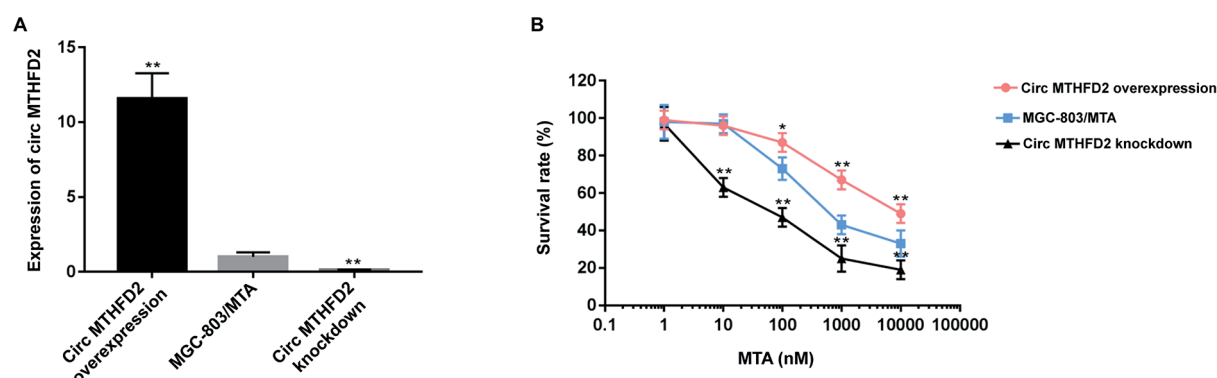 A
Expression of circ MTHFD2
15
10
5
0
**
**
Circ MTHFD2
overexpression
MGC-803/MTA
Circ MTHFD2
knockdown
B
Survival rate (%)
120
100
80
60
40
20
0
*
**
**
**
**
**
**
0.1 1 10 100 1000 10000 100000
MTA (nM)
Circ MTHFD2 overexpression
MGC-803/MTA
Circ MTHFD2 knockdown